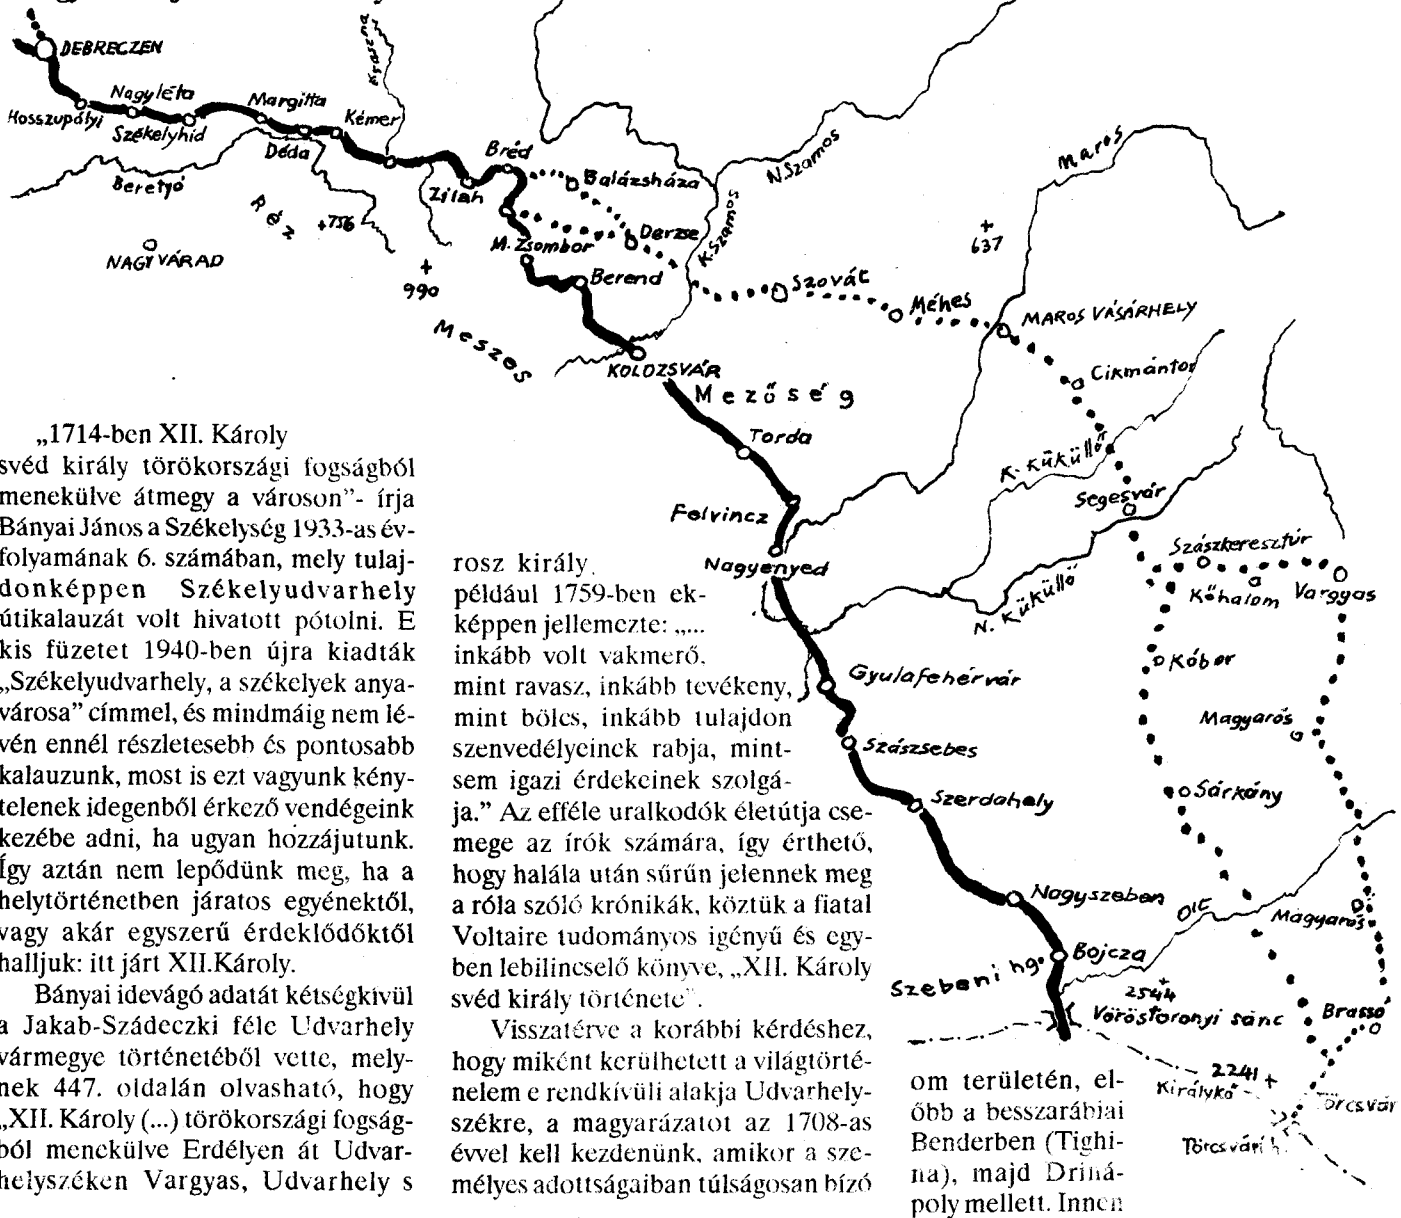 DEBRECZEN
Hosszúpályi
Nagyléta
Székelyhid
Margitta
Déda
Kémer
Kraszna
Beretyó
Réz
+756
NAGYVÁRAD
990
Meszes
Zilah
Bréd
Balázsháza
Derzse
M. Zsombor
Berend
K. Szamos
N. Szamos
KOLOZSVÁR
Mezőség
Szovát
Méhes
637
Maros
MAROS VÁSÁRHELY
Cikmántor
K. Küküllő
Segesvár
Torda
Felvincz
Nagyenyed
N. Küküllő
Szászkeresztúr
Kőhalom
Vargyas
Kóbor
Magyarós
Sárkány
Gyulafehérvár
Szászsebes
Szerdahely
Nagyszeben
Olt
Magyarós
Szebeni hg.
Bojcza
2544
Vöröstoronyi sánc
Brassó
2241
Királykő
Törcsvár
Törcsvári h.
„1714-ben XII. Károly
svéd király törökországi fogságból
menekülve átmegy a városon”- írja
Bányai János a Székelység 1933-as év-
folyamának 6. számában, mely tulaj-
donképpen Székelyudvarhely
útikalauzát volt hivatott pótolni. E
kis füzetet 1940-ben újra kiadták
„Székelyudvarhely, a székelyek anya-
városa” címmel, és mindmáig nem lé-
vén ennél részletesebb és pontosabb
kalauzunk, most is ezt vagyunk kény-
telenek idegenből érkező vendégeink
kezébe adni, ha ugyan hozzájutunk.
Így aztán nem lepődünk meg, ha a
helytörténetben járatos egyénektől,
vagy akár egyszerű érdeklődőktől
halljuk: itt járt XII.Károly.
Bányai idevágó adatát kétségkívül
a Jakab-Szádeczki féle Udvarhely
vármegye történetéből vette, mely-
nek 447. oldalán olvasható, hogy
„XII. Károly (...) törökországi fogság-
ból menekülve Erdélyen át Udvar-
helyszéken Vargyas, Udvarhely s
rosz király.
például 1759-ben ek-
képpen jellemezte: „...
inkább volt vakmerő,
mint ravasz, inkább tevékeny,
mint bölcs, inkább tulajdon
szenvedélyeinek rabja, mint-
sem igazi érdekeinek szolgá-
ja.” Az efféle uralkodók életútja cse-
mege az írók számára, így érthető,
hogy halála után sűrűn jelennek meg
a róla szóló krónikák, köztük a fiatal
Voltaire tudományos igényű és egy-
ben lebilincselő könyve, „XII. Károly
svéd király története”.
Visszatérve a korábbi kérdéshez,
hogy miként kerülhetett a világtörté-
nelem e rendkívüli alakja Udvarhely-
székre, a magyarázatot az 1708-as
évvel kell kezdenünk, amikor a sze-
mélyes adottságaiban túlságosan bízó
om területén, el-
őbb a besszarábiai
Benderben (Tighi-
na), majd Driná-
poly mellett. Innen